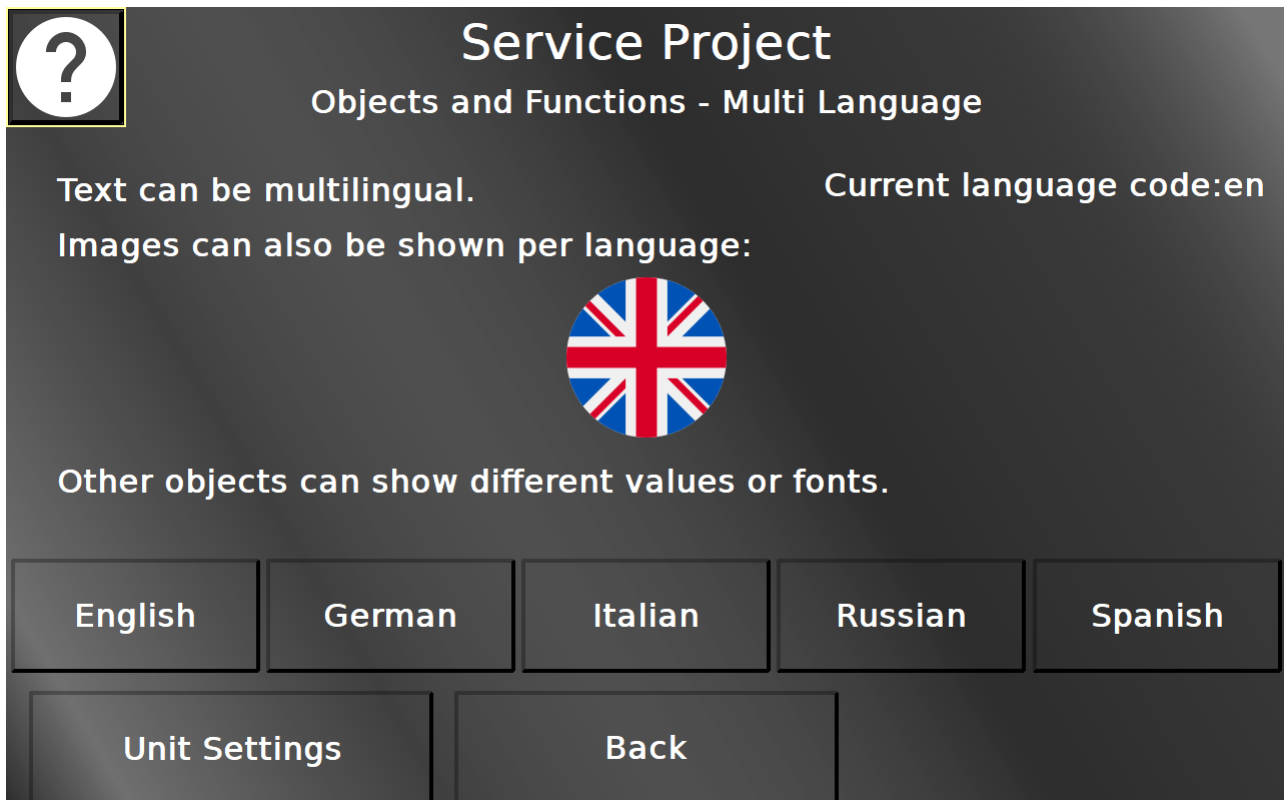 ?
Service Project
Objects and Functions - Multi Language
Text can be multilingual.
Current language code:en
Images can also be shown per language:
Other objects can show different values or fonts.
English
German
Italian
Russian
Spanish
Unit Settings
Back